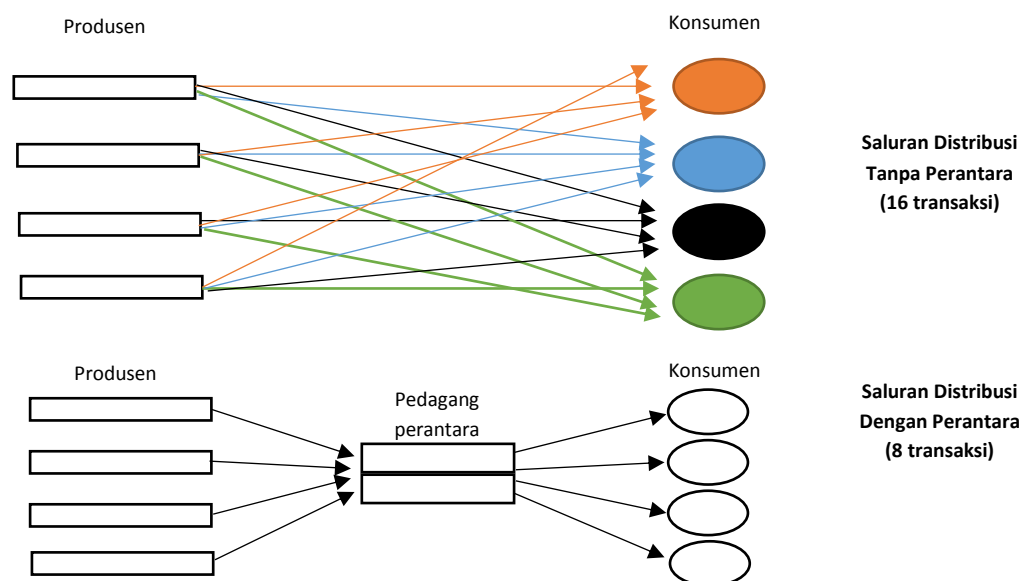 Produsen
Konsumen
Saluran Distribusi
Tanpa Perantara
(16 transaksi)
Produsen
Pedagang
perantara
Konsumen
Saluran Distribusi
Dengan Perantara
(8 transaksi)